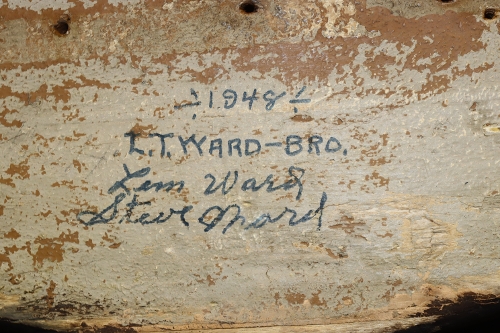 ÷1948÷
L.T. WARD-BRO.
Lem Ward
Steve Ward